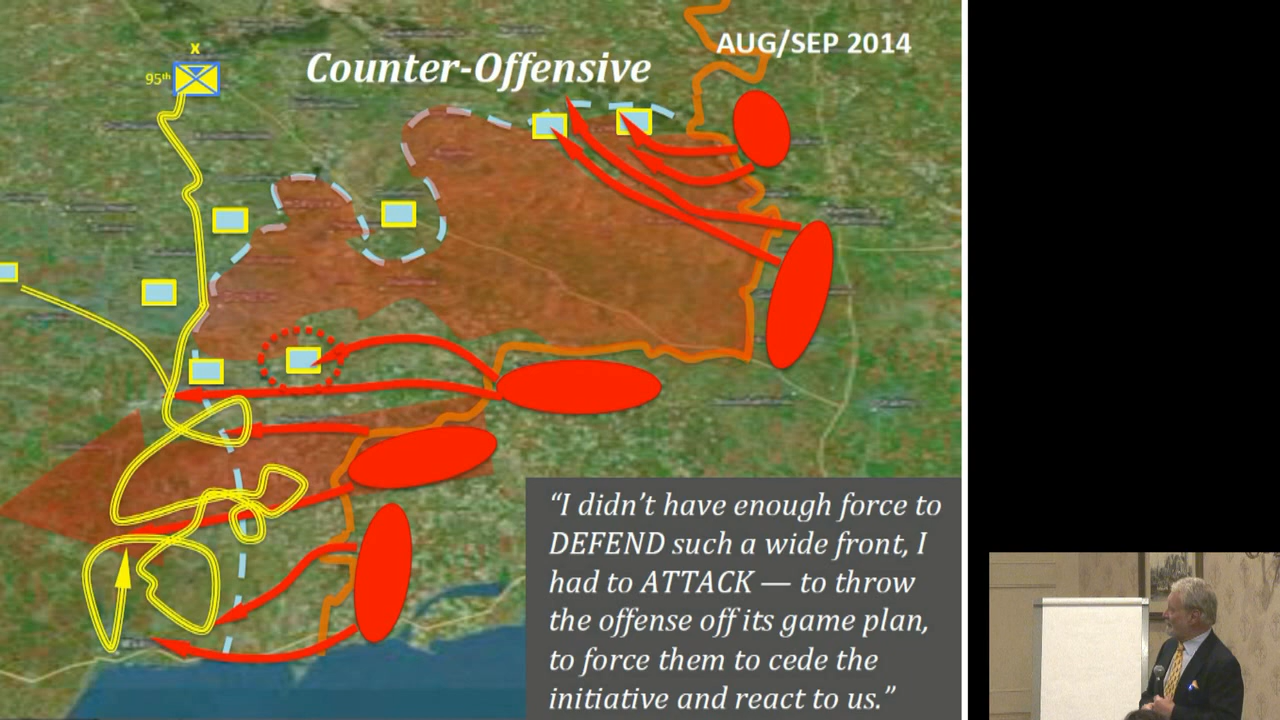 AUG/SEP 2014
Counter-Offensive
x
95th
“I didn’t have enough force to
DEFEND such a wide front, I
had to ATTACK — to throw
the offense off its game plan,
to force them to cede the
initiative and react to us.”